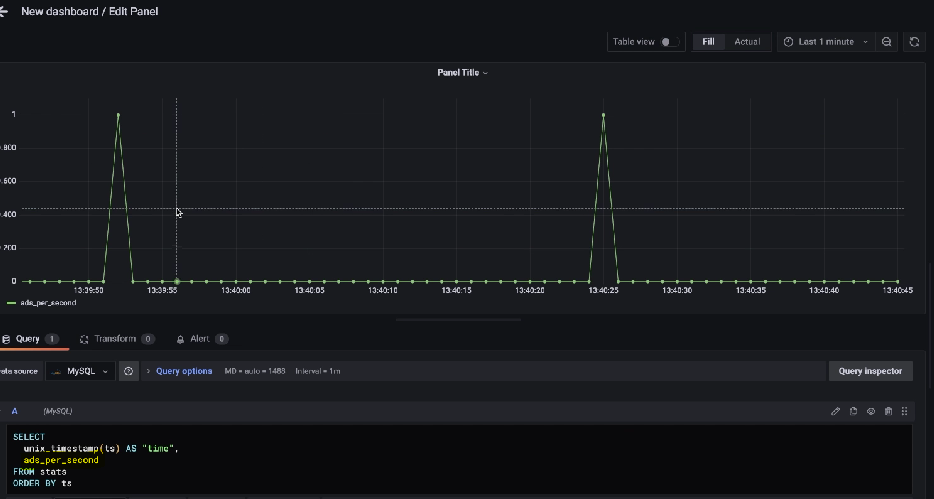 New dashboard / Edit Panel
Table view Fill Actual Last 1 minute
Panel Title
1
.800
.600
.400
.200
0
13:39:50 13:39:55 13:40:00 13:40:05 13:40:10 13:40:15 13:40:20 13:40:25 13:40:30 13:40:35 13:40:40 13:40:45
ads_per_second
Query 1 Transform 0 Alert 0
ata source MySQL > Query options MD = auto = 1488 Interval = 1m Query inspector
A (MySQL)
SELECT
unix_timestamp(ts) AS "time",
ads_per_second
FROM stats
ORDER BY ts